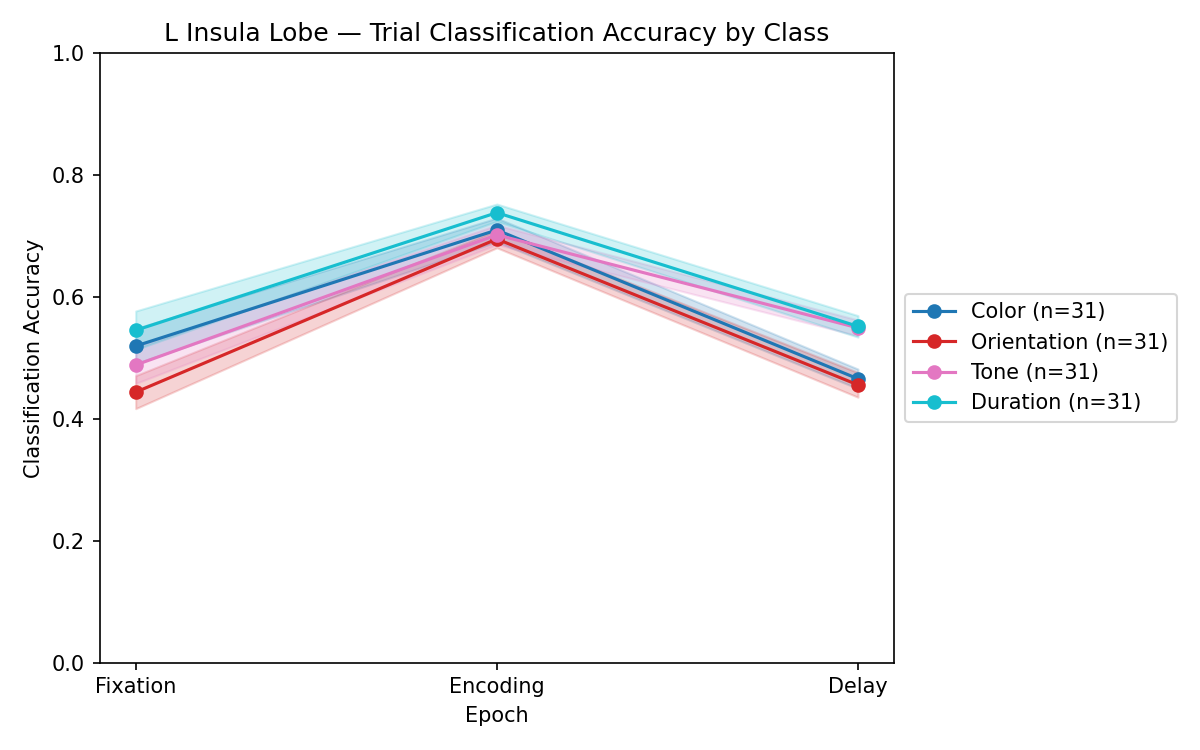 L Insula Lobe — Trial Classification Accuracy by Class
Classification Accuracy
1.0
0.8
0.6
0.4
0.2
0.0
Fixation Encoding Delay
Epoch
Color (n=31)
Orientation (n=31)
Tone (n=31)
Duration (n=31)